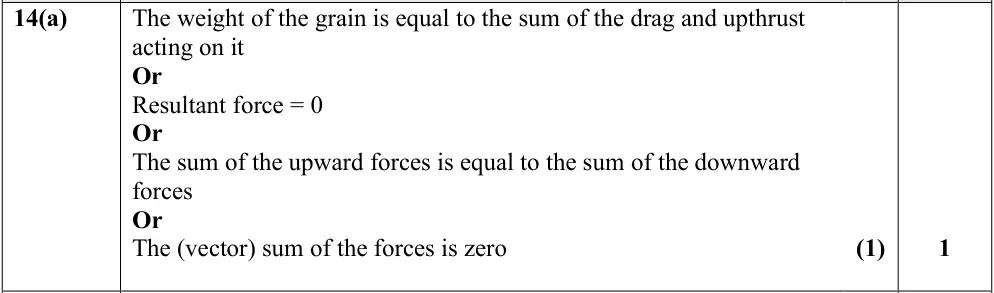 14(a) The weight of the grain is equal to the sum of the drag and upthrust
acting on it
Or
Resultant force = 0
Or
The sum of the upward forces is equal to the sum of the downward
forces
Or
The (vector) sum of the forces is zero (1) 1